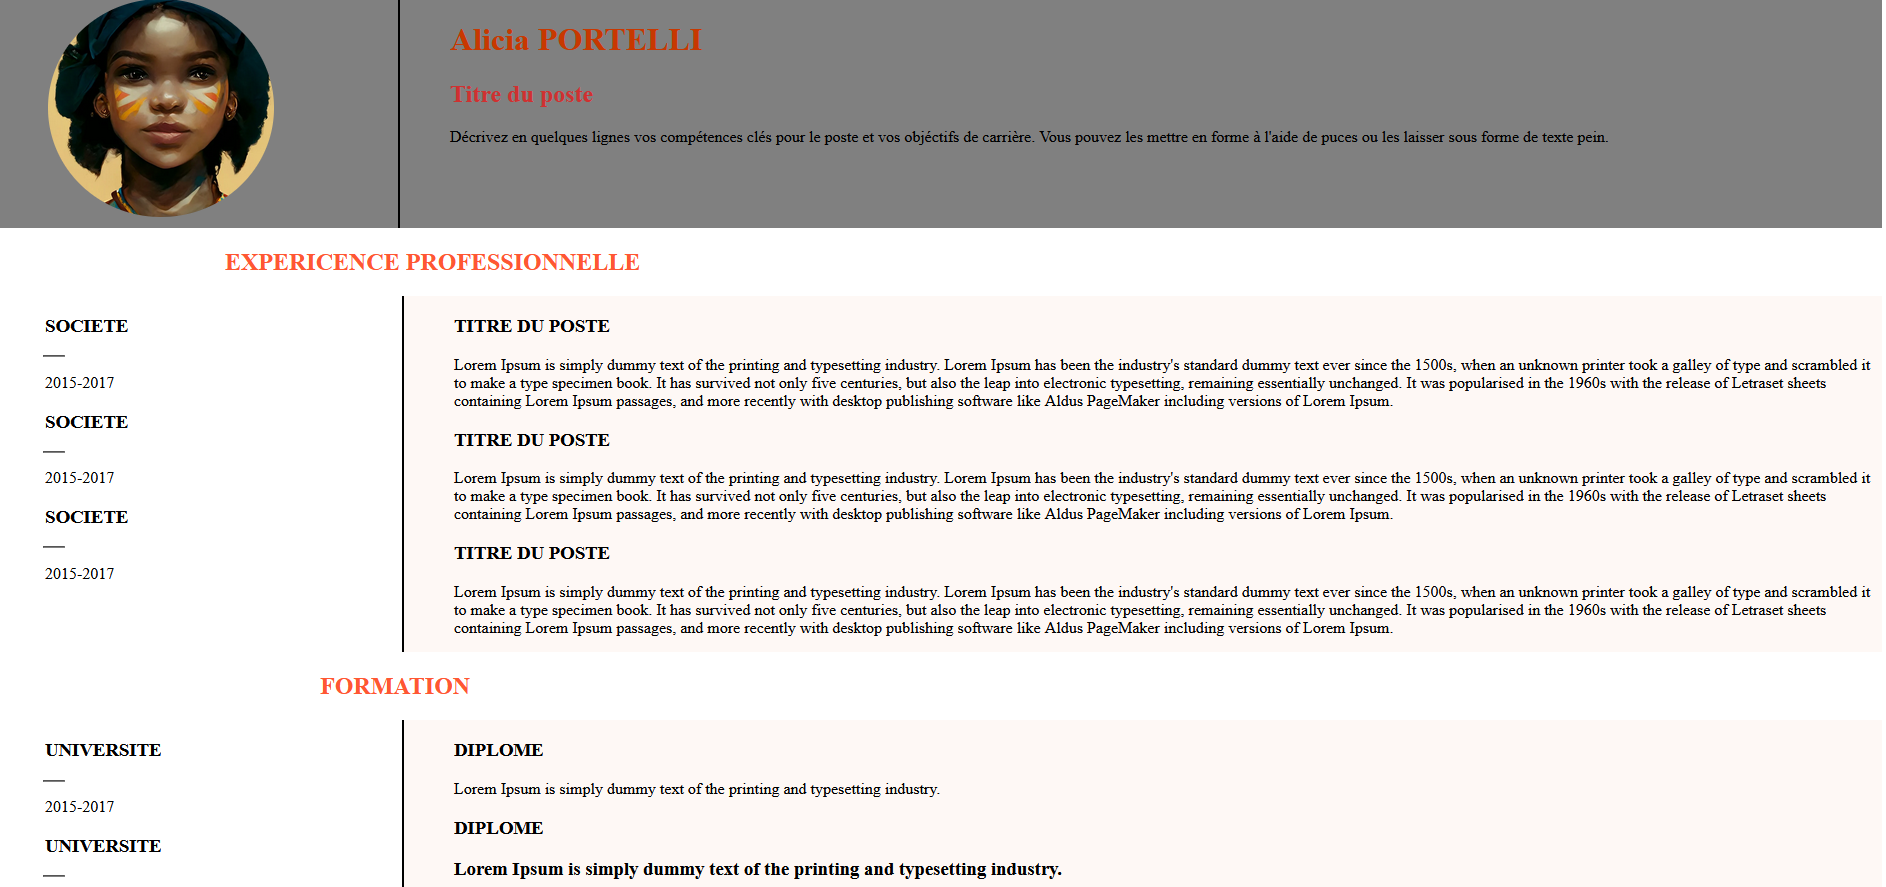 Alicia PORTELLI
Titre du poste
Décrivez en quelques lignes vos compétences clés pour le poste et vos objéctifs de carrière. Vous pouvez les mettre en forme à l'aide de puces ou les laisser sous forme de texte pein.
EXPERICENCE PROFESSIONNELLE
SOCIETE
2015-2017
SOCIETE
2015-2017
SOCIETE
2015-2017
TITRE DU POSTE
Lorem Ipsum is simply dummy text of the printing and typesetting industry. Lorem Ipsum has been the industry's standard dummy text ever since the 1500s, when an unknown printer took a galley of type and scrambled it
to make a type specimen book. It has survived not only five centuries, but also the leap into electronic typesetting, remaining essentially unchanged. It was popularised in the 1960s with the release of Letraset sheets
containing Lorem Ipsum passages, and more recently with desktop publishing software like Aldus PageMaker including versions of Lorem Ipsum.
TITRE DU POSTE
Lorem Ipsum is simply dummy text of the printing and typesetting industry. Lorem Ipsum has been the industry's standard dummy text ever since the 1500s, when an unknown printer took a galley of type and scrambled it
to make a type specimen book. It has survived not only five centuries, but also the leap into electronic typesetting, remaining essentially unchanged. It was popularised in the 1960s with the release of Letraset sheets
containing Lorem Ipsum passages, and more recently with desktop publishing software like Aldus PageMaker including versions of Lorem Ipsum.
TITRE DU POSTE
Lorem Ipsum is simply dummy text of the printing and typesetting industry. Lorem Ipsum has been the industry's standard dummy text ever since the 1500s, when an unknown printer took a galley of type and scrambled it
to make a type specimen book. It has survived not only five centuries, but also the leap into electronic typesetting, remaining essentially unchanged. It was popularised in the 1960s with the release of Letraset sheets
containing Lorem Ipsum passages, and more recently with desktop publishing software like Aldus PageMaker including versions of Lorem Ipsum.
FORMATION
UNIVERSITE
2015-2017
UNIVERSITE
DIPLOME
Lorem Ipsum is simply dummy text of the printing and typesetting industry.
DIPLOME
Lorem Ipsum is simply dummy text of the printing and typesetting industry.